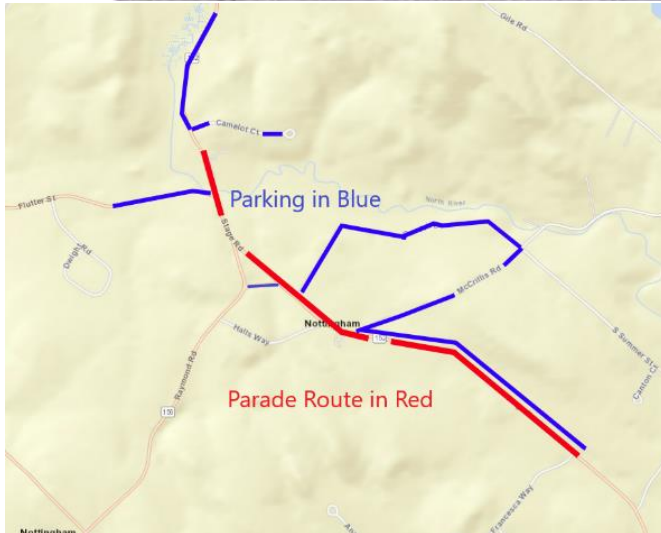 Gile Rd
Camelot Ct
Flutter St
Parking in Blue
North River
Stage Rd
Dwight Rd
McCrillis Rd
Nottingham
152
Halls Way
S Summer St
Canton Ct
Raymond Rd
Parade Route in Red
Francesca Way
Nottingham